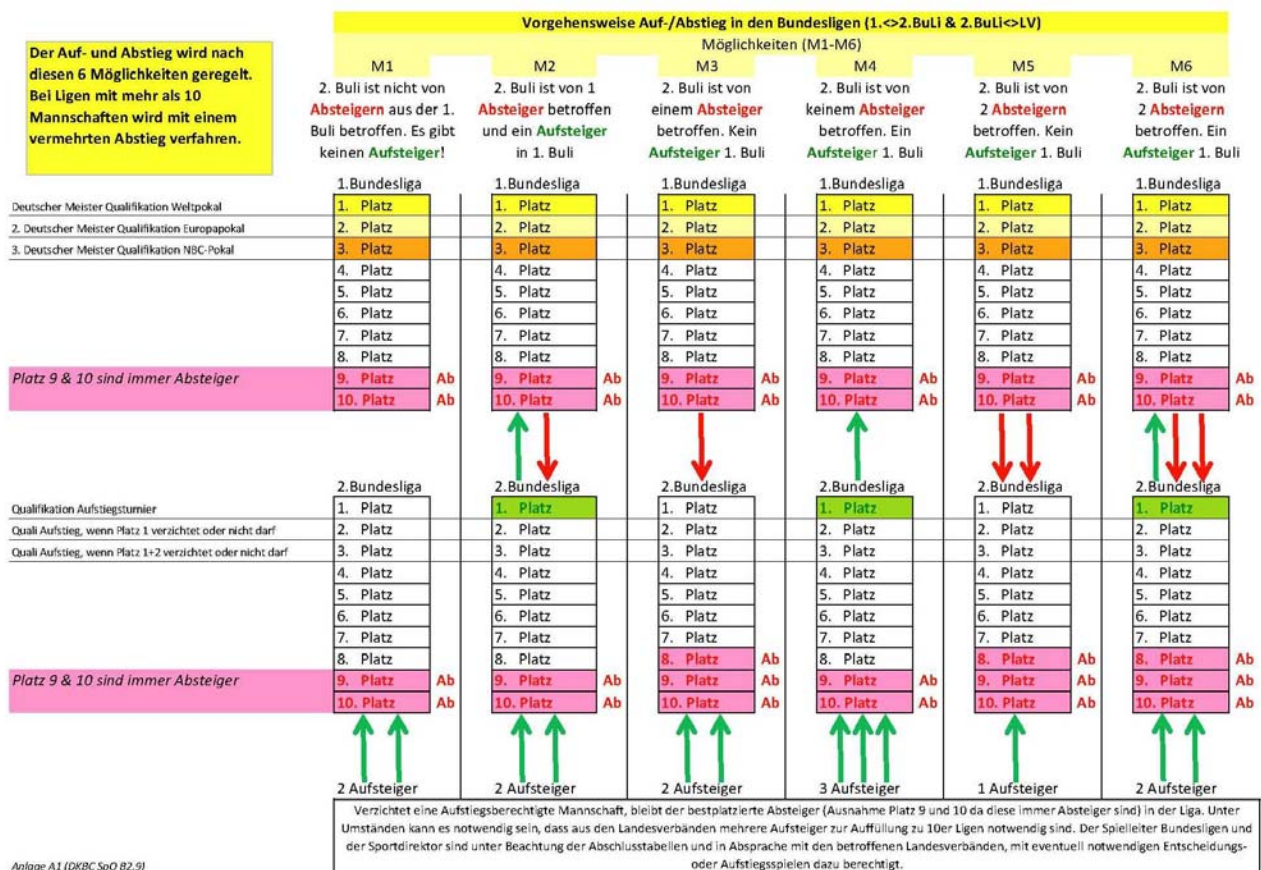 Vorgehensweise Auf-/Abstieg in den Bundesligen (1.<>2.BuLi & 2.BuLi<>LV)
Möglichkeiten (M1-M6)
Der Auf- und Abstieg wird nach
diesen 6 Möglichkeiten geregelt.
Bei Ligen mit mehr als 10
Mannschaften wird mit einem
vermehrten Abstieg verfahren.
M1 M2 M3 M4 M5 M6
2. Buli ist nicht von
Absteigern aus der 1.
Buli betroffen. Es gibt
keinen Aufsteiger!
2. Buli ist von 1
Absteiger betroffen
und ein Aufsteiger
in 1. Buli
2. Buli ist von
einem Absteiger
betroffen. Kein
Aufsteiger 1. Buli
2. Buli ist von
keinem Absteiger
betroffen. Ein
Aufsteiger 1. Buli
2. Buli ist von
2 Absteigern
betroffen. Kein
Aufsteiger 1. Buli
2. Buli ist von
2 Absteigern
betroffen. Ein
Aufsteiger 1. Buli
1.Bundesliga 1.Bundesliga 1.Bundesliga 1.Bundesliga 1.Bundesliga 1.Bundesliga
Deutscher Meister Qualifikation Weltpokal 1. Platz 1. Platz 1. Platz 1. Platz 1. Platz 1. Platz
2. Deutscher Meister Qualifikation Europapokal 2. Platz 2. Platz 2. Platz 2. Platz 2. Platz 2. Platz
3. Deutscher Meister Qualifikation NBC-Pokal 3. Platz 3. Platz 3. Platz 3. Platz 3. Platz 3. Platz
4. Platz 4. Platz 4. Platz 4. Platz 4. Platz 4. Platz
5. Platz 5. Platz 5. Platz 5. Platz 5. Platz 5. Platz
6. Platz 6. Platz 6. Platz 6. Platz 6. Platz 6. Platz
7. Platz 7. Platz 7. Platz 7. Platz 7. Platz 7. Platz
8. Platz 8. Platz 8. Platz 8. Platz 8. Platz 8. Platz
Platz 9 & 10 sind immer Absteiger 9. Platz Ab 9. Platz Ab 9. Platz Ab 9. Platz Ab 9. Platz Ab 9. Platz Ab
10. Platz Ab 10. Platz Ab 10. Platz Ab 10. Platz Ab 10. Platz Ab 10. Platz Ab
2.Bundesliga 2.Bundesliga 2.Bundesliga 2.Bundesliga 2.Bundesliga 2.Bundesliga
Qualifikation Aufstiegsturnier 1. Platz 1. Platz 1. Platz 1. Platz 1. Platz 1. Platz
Quali Aufstieg, wenn Platz 1 verzichtet oder nicht darf 2. Platz 2. Platz 2. Platz 2. Platz 2. Platz 2. Platz
Quali Aufstieg, wenn Platz 1+2 verzichtet oder nicht darf 3. Platz 3. Platz 3. Platz 3. Platz 3. Platz 3. Platz
4. Platz 4. Platz 4. Platz 4. Platz 4. Platz 4. Platz
5. Platz 5. Platz 5. Platz 5. Platz 5. Platz 5. Platz
6. Platz 6. Platz 6. Platz 6. Platz 6. Platz 6. Platz
7. Platz 7. Platz 7. Platz 7. Platz 7. Platz 7. Platz
8. Platz 8. Platz 8. Platz Ab 8. Platz 8. Platz Ab 8. Platz Ab
Platz 9 & 10 sind immer Absteiger 9. Platz Ab 9. Platz Ab 9. Platz Ab 9. Platz Ab 9. Platz Ab 9. Platz Ab
10. Platz Ab 10. Platz Ab 10. Platz Ab 10. Platz Ab 10. Platz Ab 10. Platz Ab
2 Aufsteiger 2 Aufsteiger 2 Aufsteiger 3 Aufsteiger 1 Aufsteiger 2 Aufsteiger
Verzichtet eine Aufstiegsberechtigte Mannschaft, bleibt der bestplatzierte Absteiger (Ausnahme Platz 9 und 10 da diese immer Absteiger sind) in der Liga. Unter
Umständen kann es notwendig sein, dass aus den Landesverbänden mehrere Aufsteiger zur Auffüllung zu 10er Ligen notwendig sind. Der Spielleiter Bundesligen und
der Sportdirektor sind unter Beachtung der Abschlusstabellen und in Absprache mit den betroffenen Landesverbänden, mit eventuell notwendigen Entscheidungs-
oder Aufstiegsspielen dazu berechtigt.
Anlage A1 (DKBC SpO B2.9)